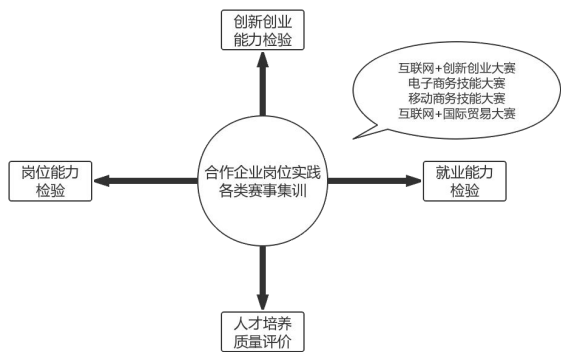 创新创业
能力检验
互联网+创新创业大赛
电子商务技能大赛
移动商务技能大赛
互联网+国际贸易大赛
岗位能力
检验
合作企业岗位实践
各类赛事集训
就业能力
检验
人才培养
质量评价